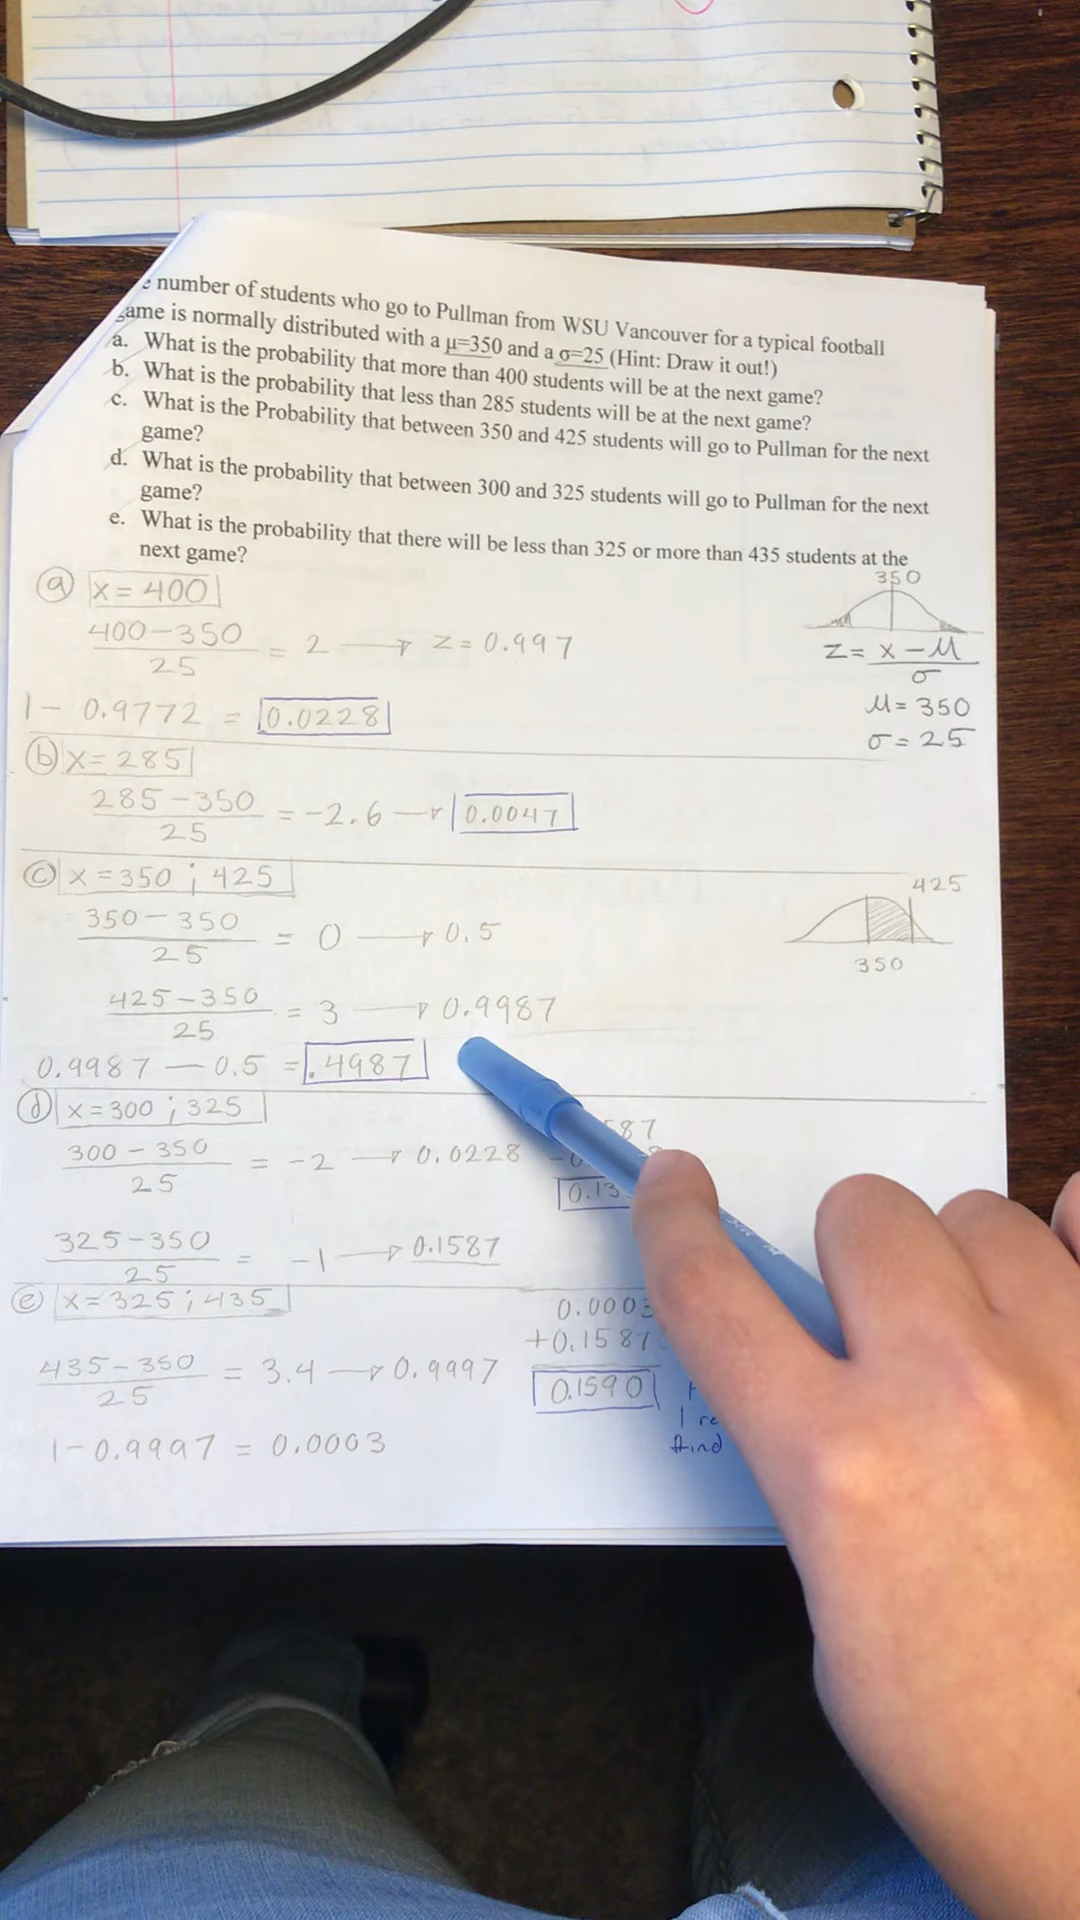 number of students who go to Pullman from WSU Vancouver for a typical football
game is normally distributed with a μ=350 and a σ=25 (Hint: Draw it out!)
a. What is the probability that more than 400 students will be at the next game?
b. What is the probability that less than 285 students will be at the next game?
c. What is the Probability that between 350 and 425 students will go to Pullman for the next
game?
d. What is the probability that between 300 and 325 students will go to Pullman for the next
game?
e. What is the probability that there will be less than 325 or more than 435 students at the
next game?
350
z = x − μ
σ
μ = 350
σ = 25
ⓐ x = 400
400 − 350
25
= 2 → z = 0.997
1 − 0.9772 = 0.0228
ⓑ x = 285
285 − 350
25
= −2.6 → 0.0047
ⓒ x = 350 ; 425
350 − 350
25
= 0 → 0.5
425
350
425 − 350
25
= 3 → 0.9987
0.9987 − 0.5 = .4987
ⓓ x = 300 ; 325
300 − 350
25
= −2 → 0.0228
587
0.13
325 − 350
25
= −1 → 0.1587
ⓔ x = 325 ; 435
435 − 350
25
= 3.4 → 0.9997
1 − 0.9997 = 0.0003
0.0003
+0.1587
0.1590
I
find